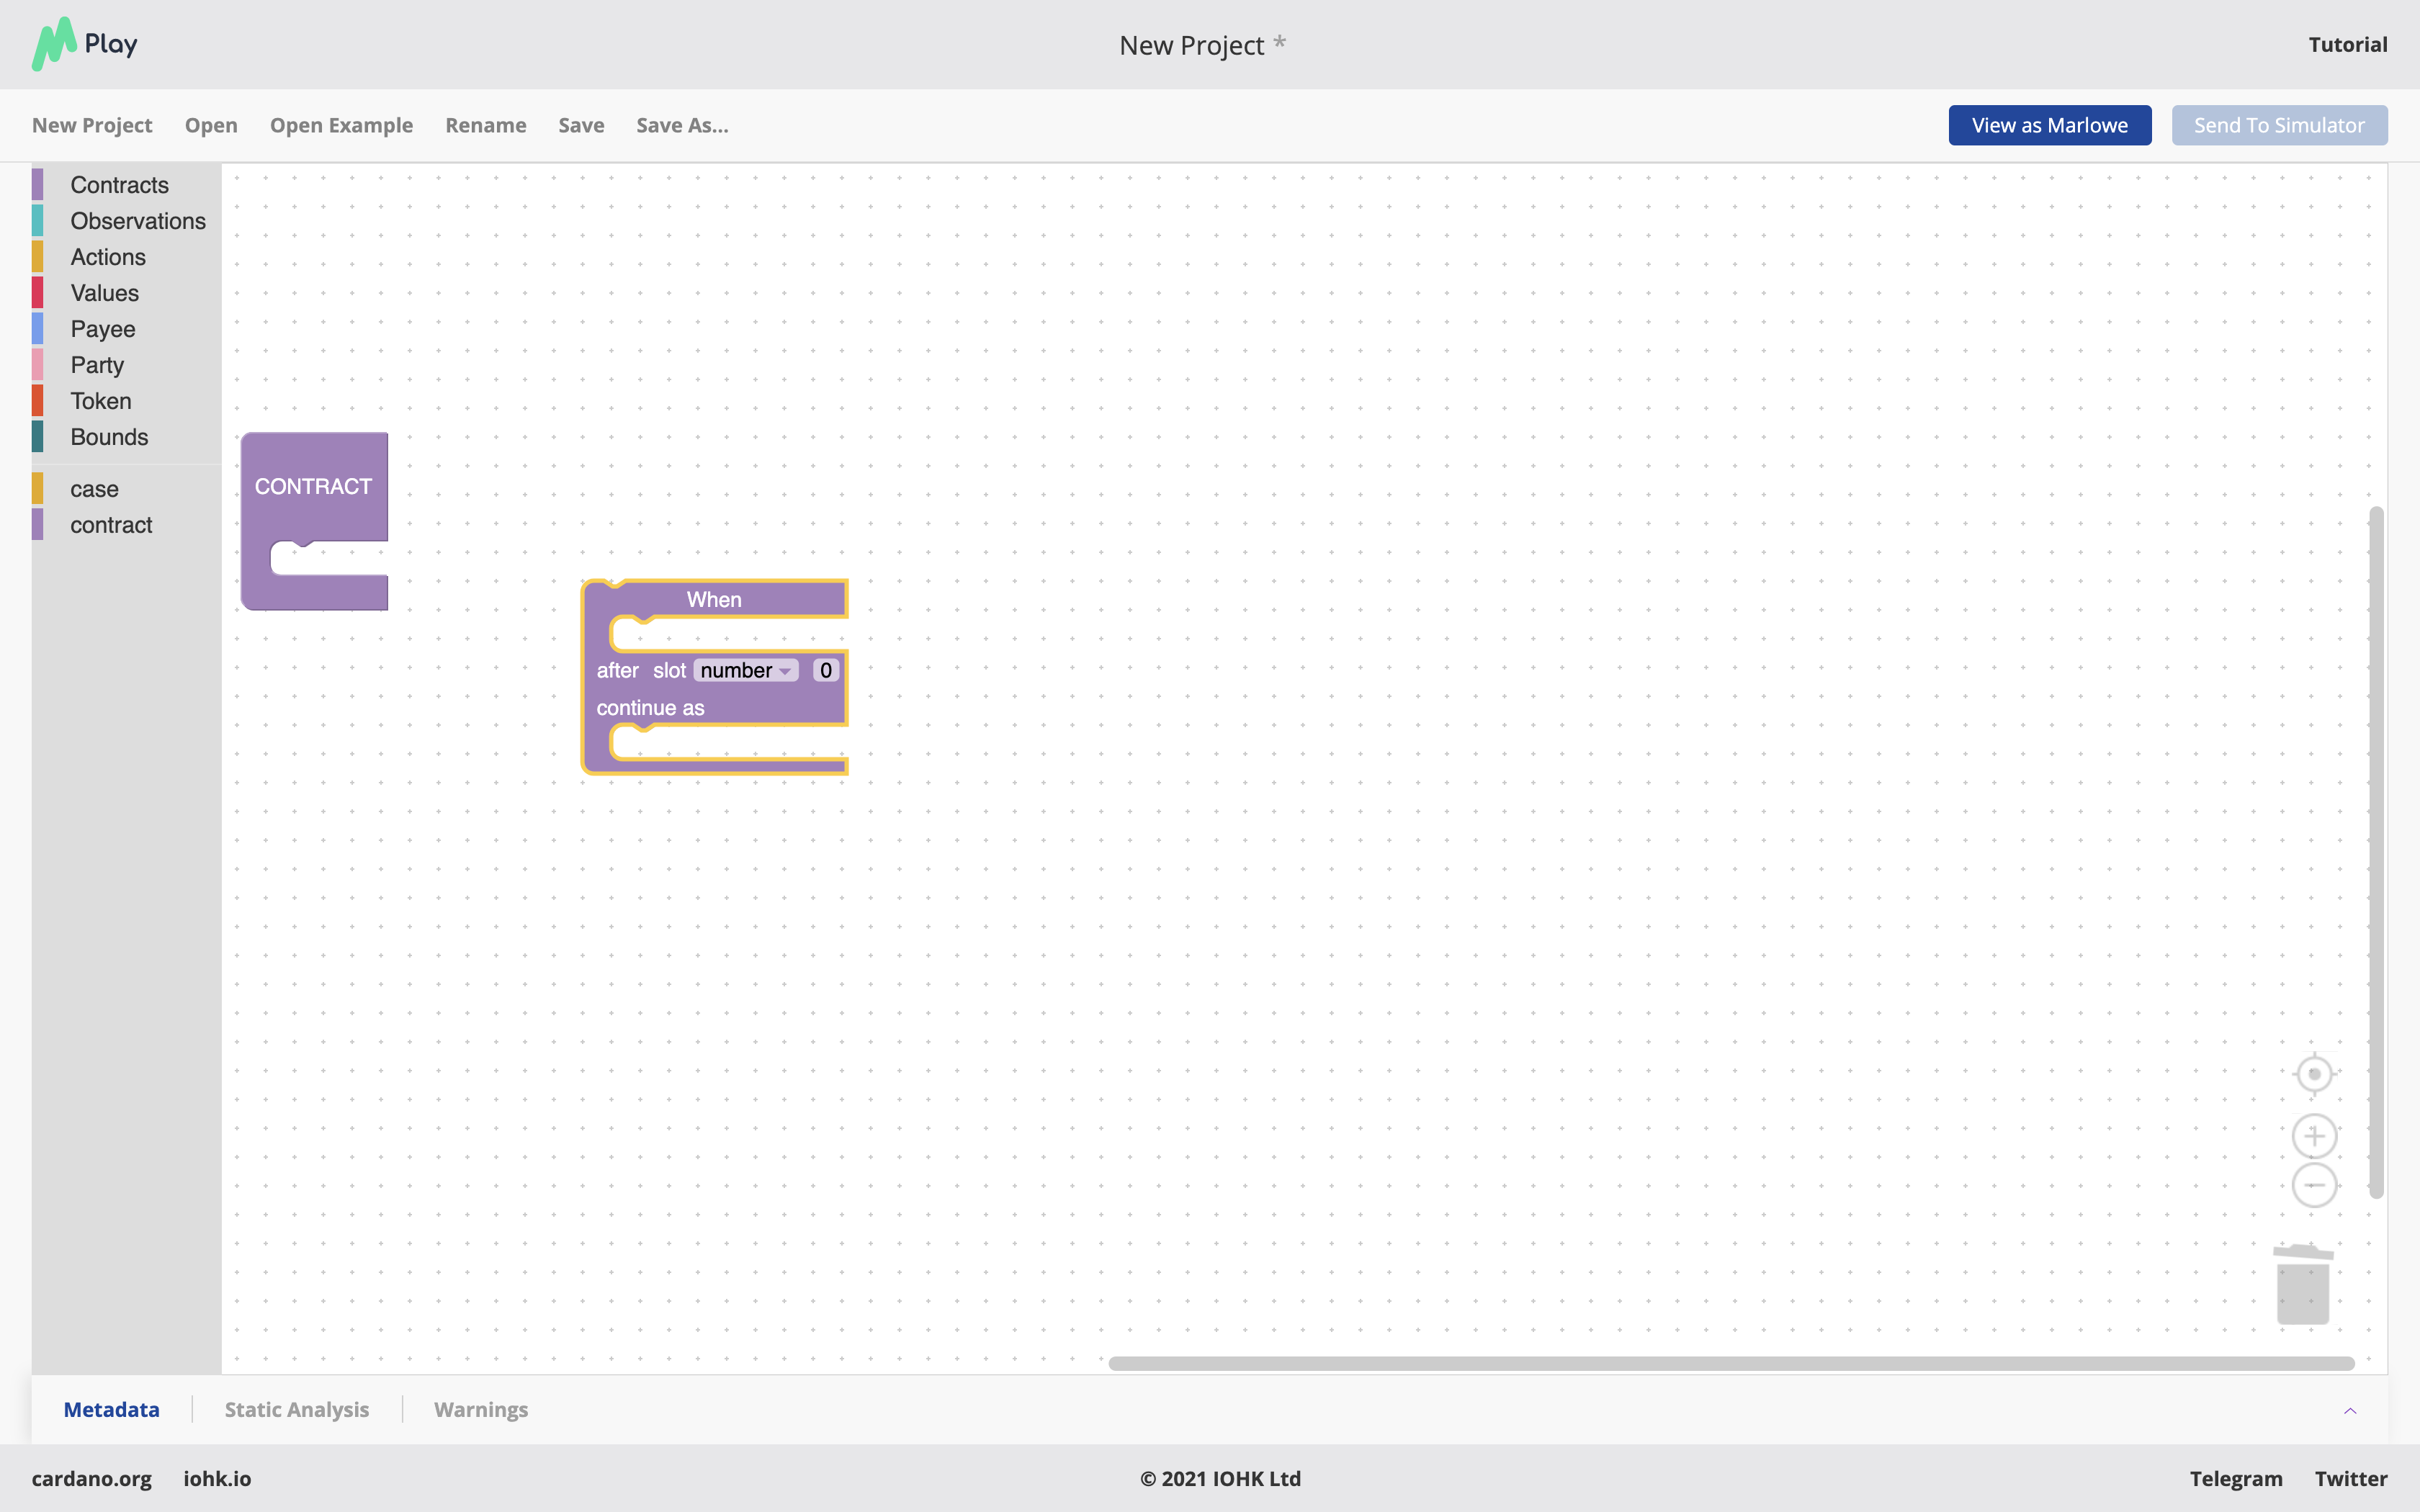 Play
New Project *
Tutorial
New Project Open Open Example Rename Save Save As...
View as Marlowe Send To Simulator
Contracts
Observations
Actions
Values
Payee
Party
Token
Bounds
case
contract
CONTRACT
When
after slot number 0
continue as
Metadata Static Analysis Warnings
cardano.org iohk.io
© 2021 IOHK Ltd
Telegram Twitter